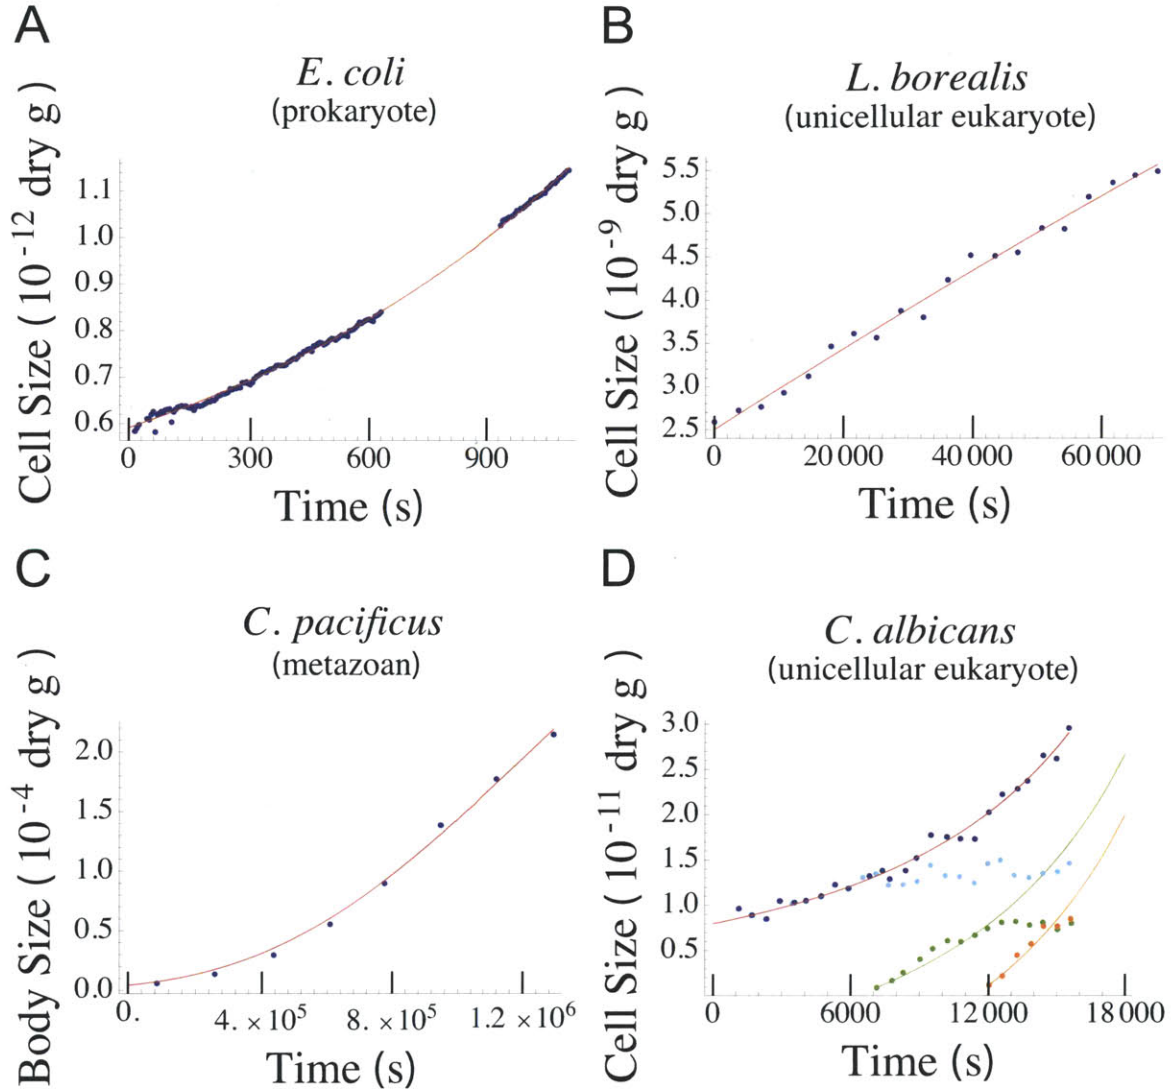 A
E. coli
(prokaryote)
Cell Size ( 10^-12 dry g )
1.1
1.0
0.9
0.8
0.7
0.6
0 300 600 900
Time (s)
B
L. borealis
(unicellular eukaryote)
Cell Size ( 10^-9 dry g )
5.5
5.0
4.5
4.0
3.5
3.0
2.5
0 20 000 40 000 60 000
Time (s)
C
C. pacificus
(metazoan)
Body Size ( 10^-4 dry g )
2.0
1.5
1.0
0.5
0.0
0. 4. ×10^5 8. ×10^5 1.2 ×10^6
Time (s)
D
C. albicans
(unicellular eukaryote)
Cell Size ( 10^-11 dry g )
3.0
2.5
2.0
1.5
1.0
0.5
0 6000 12 000 18 000
Time (s)